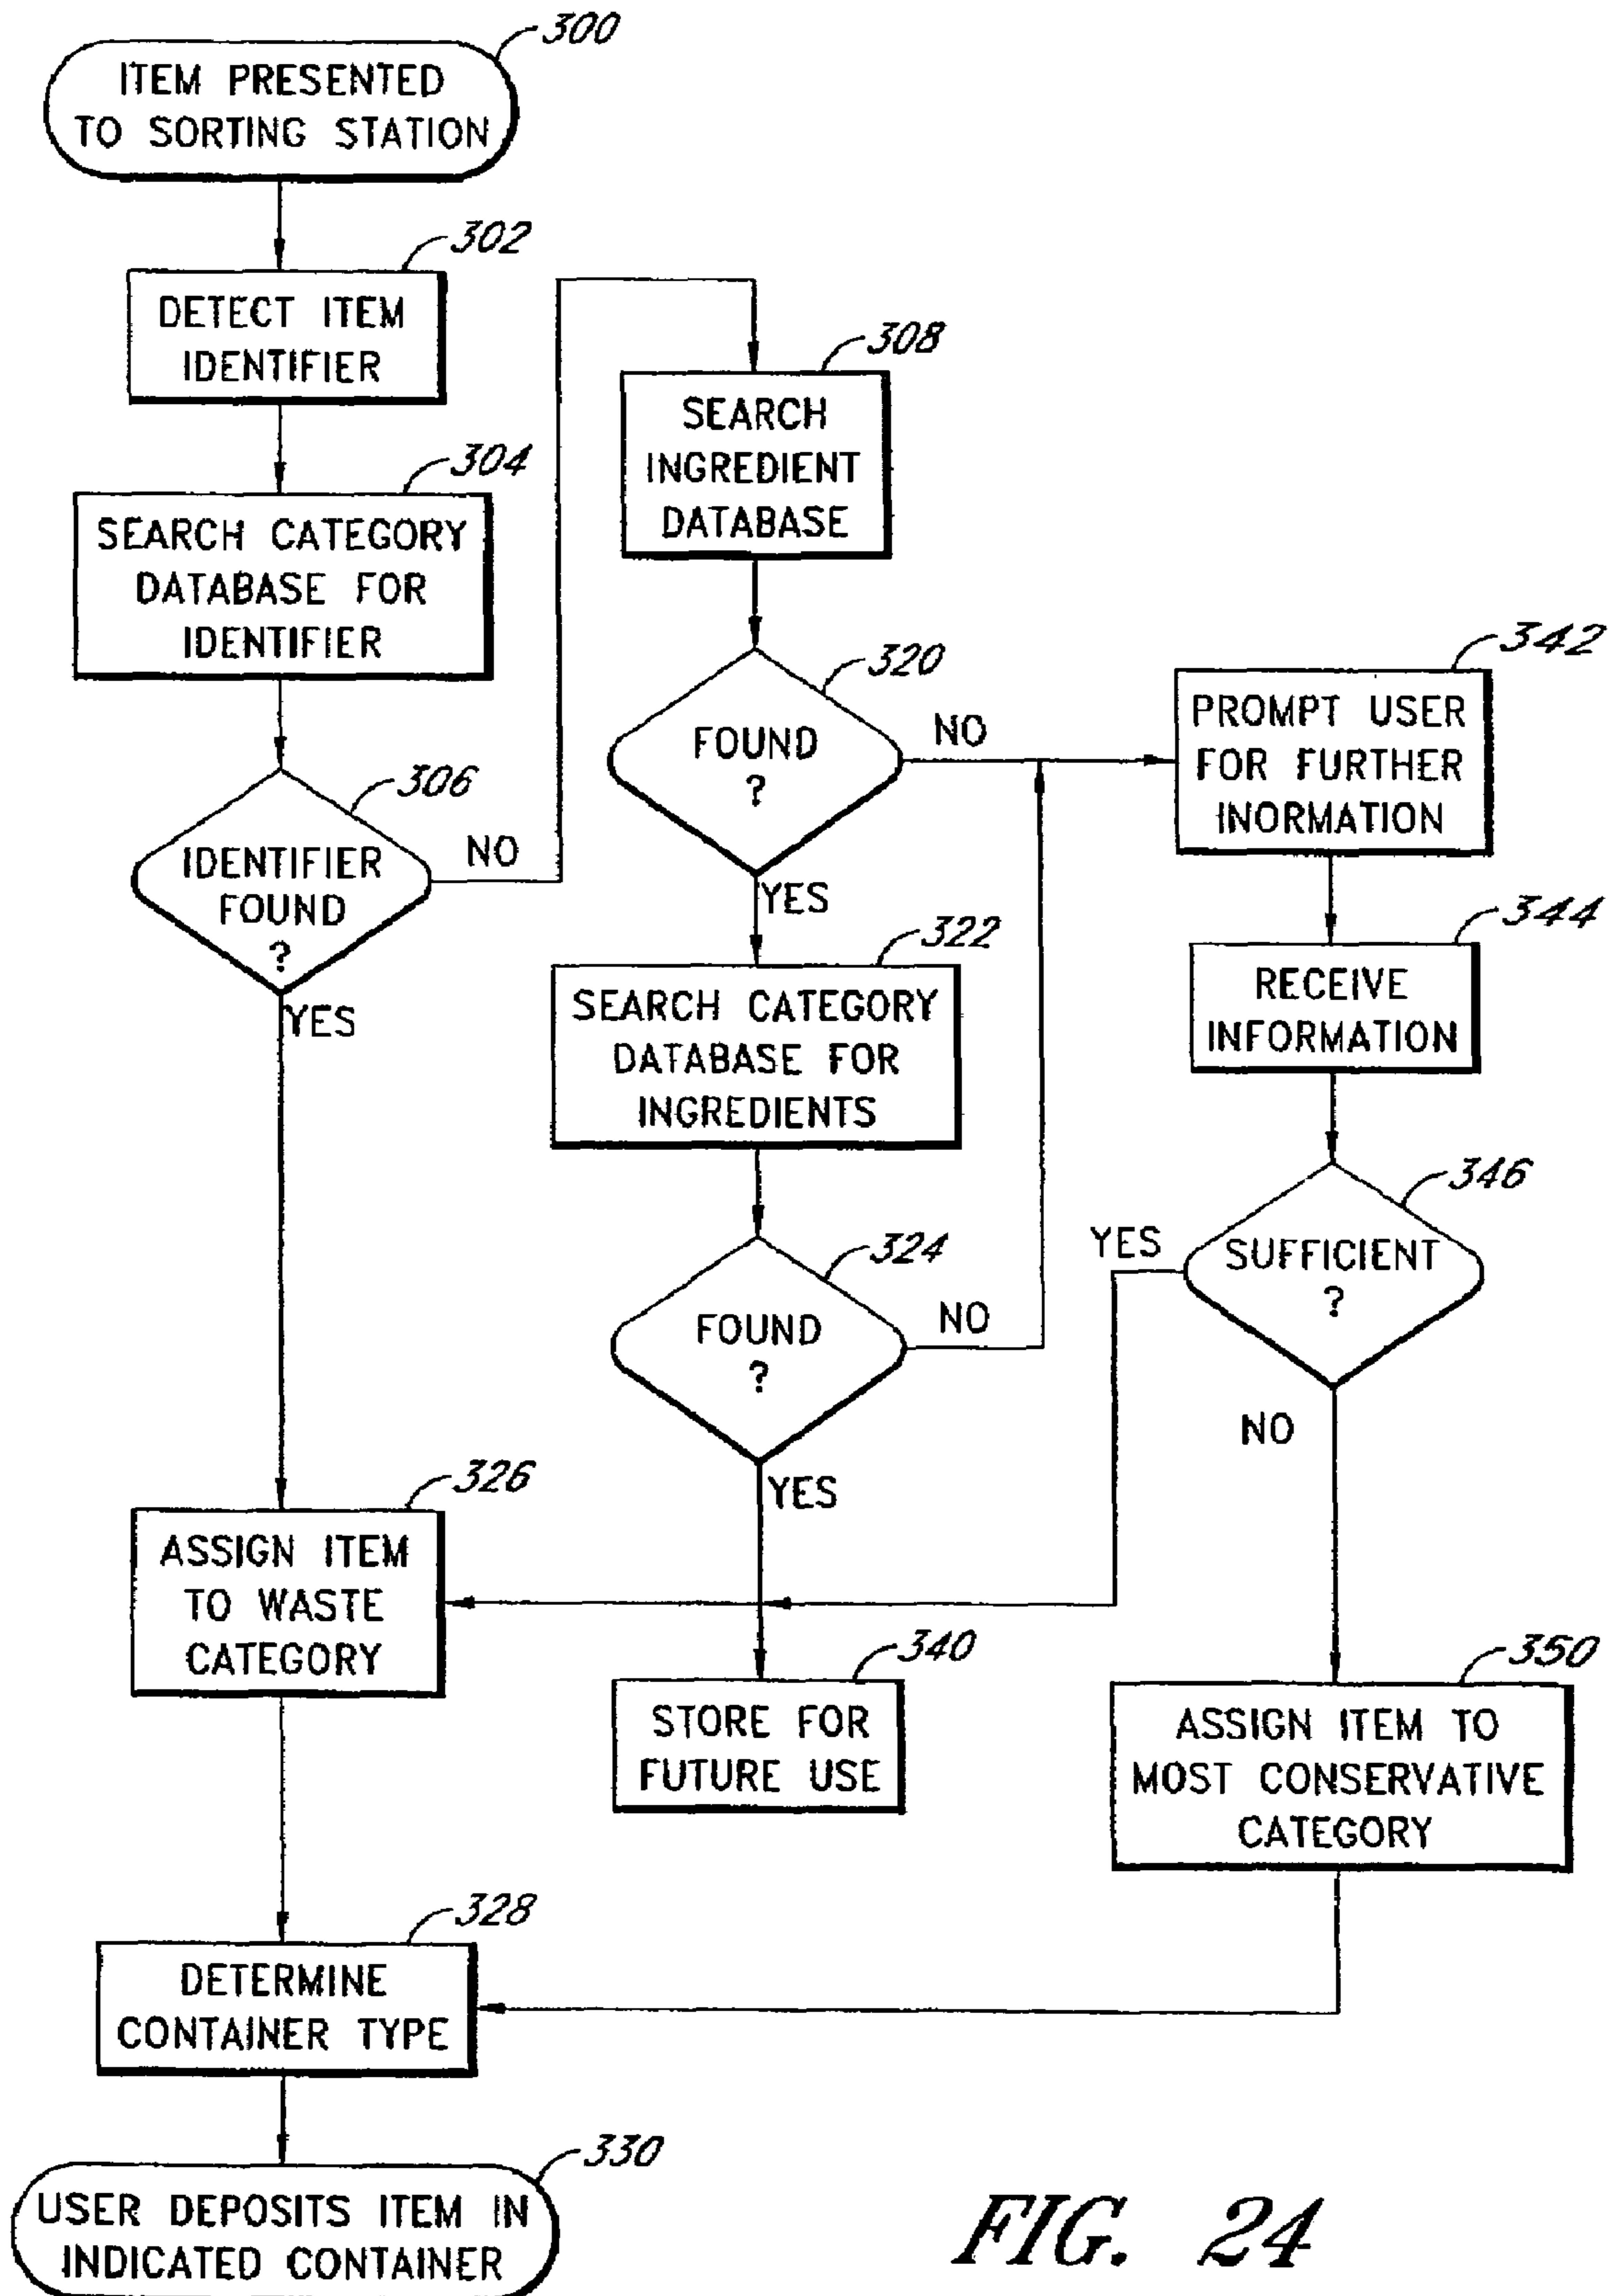 300
ITEM PRESENTED
TO SORTING STATION
302
DETECT ITEM
IDENTIFIER
304
SEARCH CATEGORY
DATABASE FOR
IDENTIFIER
306
IDENTIFIER
FOUND
?
NO
YES
308
SEARCH
INGREDIENT
DATABASE
320
FOUND
?
NO
YES
322
SEARCH CATEGORY
DATABASE FOR
INGREDIENTS
324
FOUND
?
NO
YES
342
PROMPT USER
FOR FURTHER
INORMATION
344
RECEIVE
INFORMATION
346
SUFFICIENT
?
YES
NO
326
ASSIGN ITEM
TO WASTE
CATEGORY
340
STORE FOR
FUTURE USE
350
ASSIGN ITEM TO
MOST CONSERVATIVE
CATEGORY
328
DETERMINE
CONTAINER TYPE
330
USER DEPOSITS ITEM IN
INDICATED CONTAINER
FIG. 24